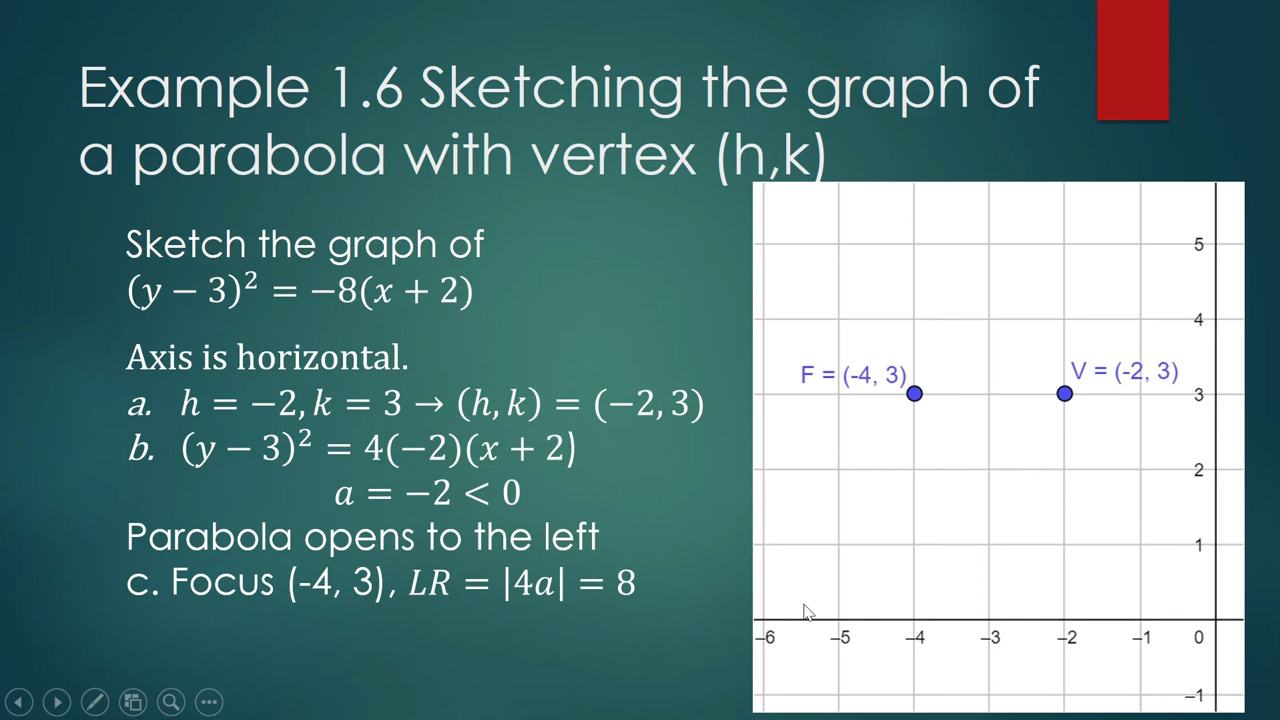 Example 1.6 Sketching the graph of
a parabola with vertex (h,k)
Sketch the graph of
(y − 3)² = −8(x + 2)
Axis is horizontal.
a. h = −2, k = 3 → (h, k) = (−2, 3)
b. (y − 3)² = 4(−2)(x + 2)
a = −2 < 0
Parabola opens to the left
c. Focus (-4, 3), LR = |4a| = 8
5
4
F = (-4, 3)
V = (-2, 3)
3
2
1
–6 –5 –4 –3 –2 –1 0
–1